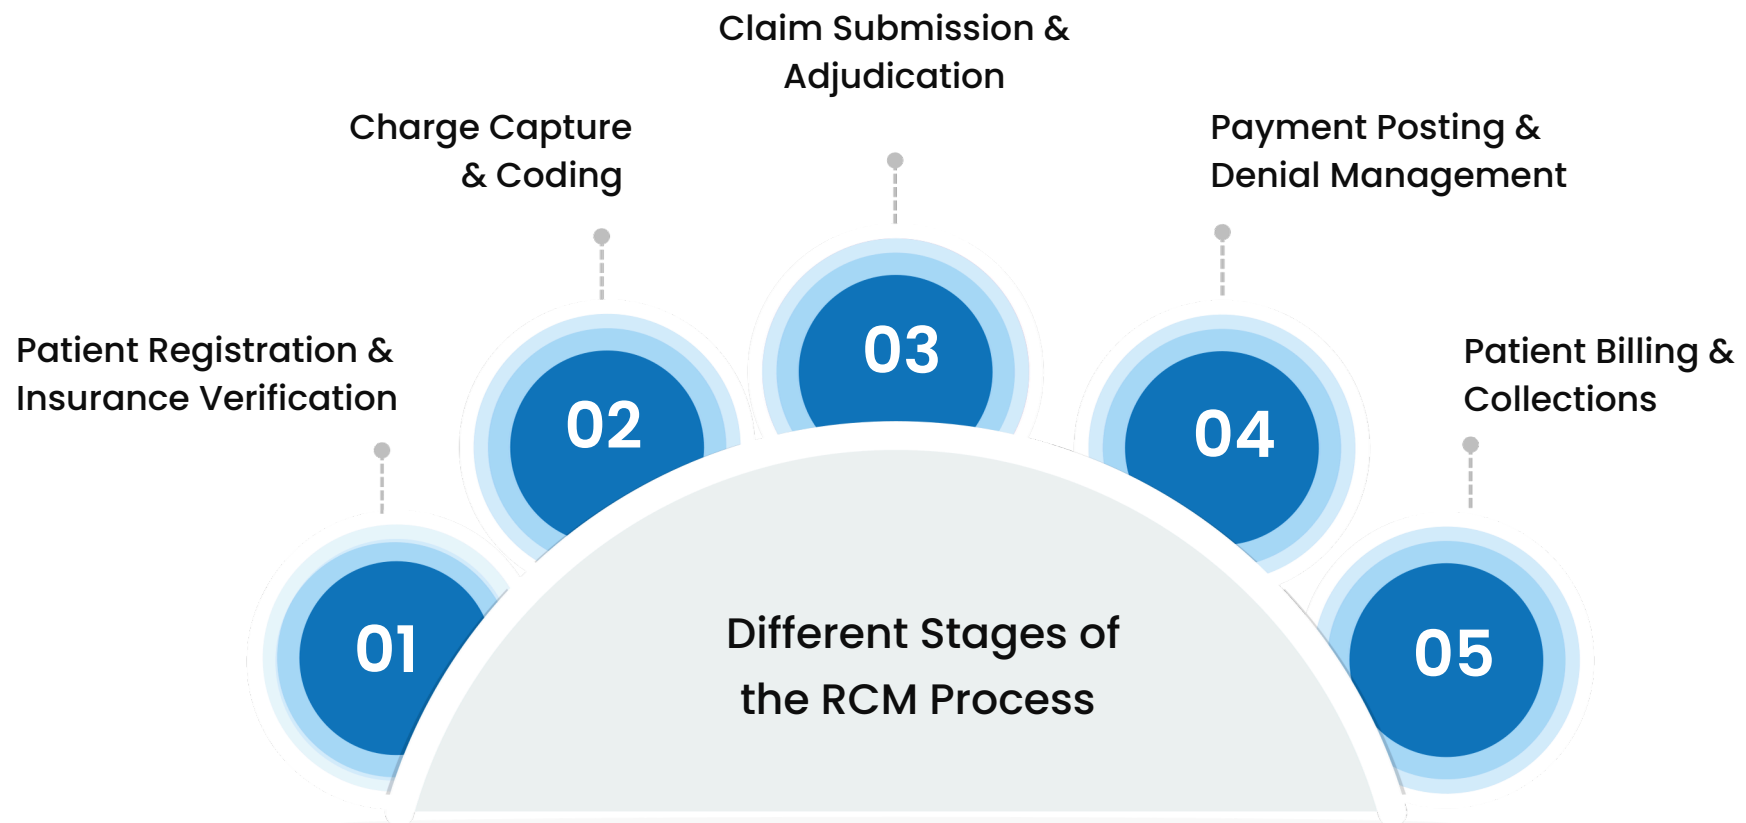 Claim Submission &
Adjudication
Charge Capture
& Coding
Payment Posting &
Denial Management
Patient Registration &
Insurance Verification
Patient Billing &
Collections
01
02
03
04
05
Different Stages of
the RCM Process